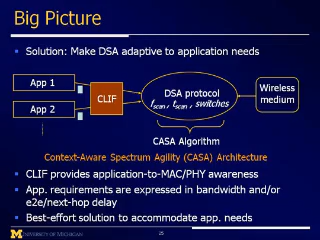 Big Picture
Solution: Make DSA adaptive to application needs
App 1
App 2
CLIF
DSA protocol
fscan , tscan , switches
Wireless
medium
CASA Algorithm
Context-Aware Spectrum Agility (CASA) Architecture
CLIF provides application-to-MAC/PHY awareness
App. requirements are expressed in bandwidth and/or
e2e/next-hop delay
Best-effort solution to accommodate app. needs
UNIVERSITY OF MICHIGAN
25